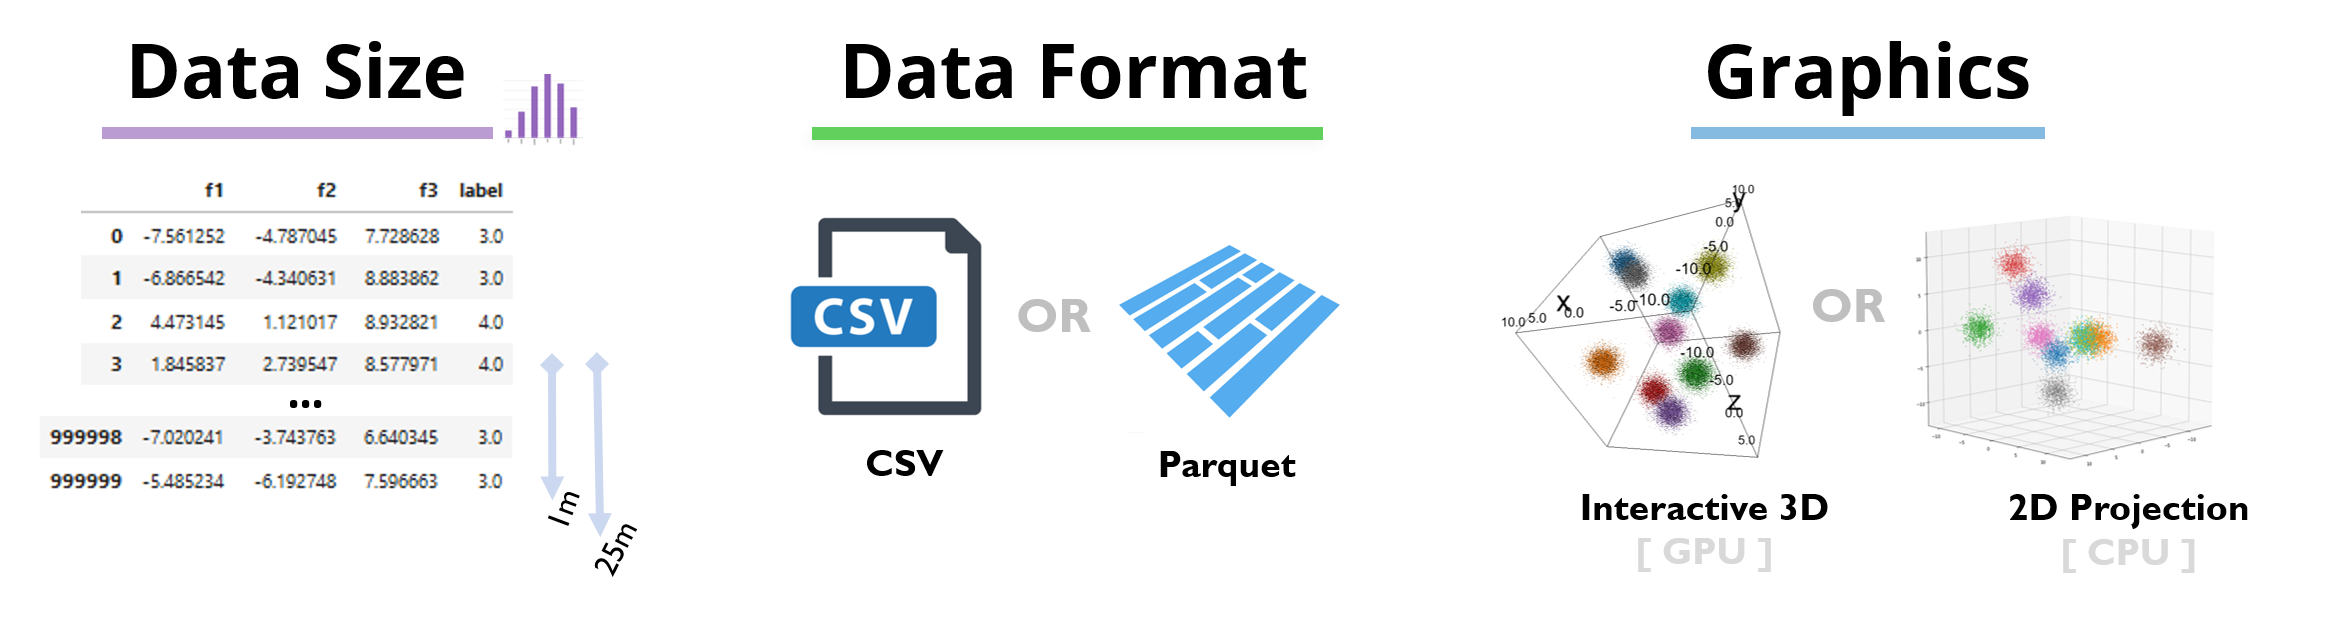 Data Size
f1 f2 f3 label
0 -7.561252 -4.787045 7.728628 3.0
1 -6.866542 -4.340631 8.883862 3.0
2 4.473145 1.121017 8.932821 4.0
3 1.845837 2.739547 8.577971 4.0
...
999998 -7.020241 -3.743763 6.640345 3.0
999999 -5.485234 -6.192748 7.596663 3.0
1m
25m
Data Format
CSV
OR
CSV
Parquet
Graphics
10.0
5.0
y
0.0
-5.0
-10.0
x
10.0 5.0 0.0 -5.0 -10.0
-10.0
-5.0
z
0.0
5.0
OR
Interactive 3D
[ GPU ]
2D Projection
[ CPU ]